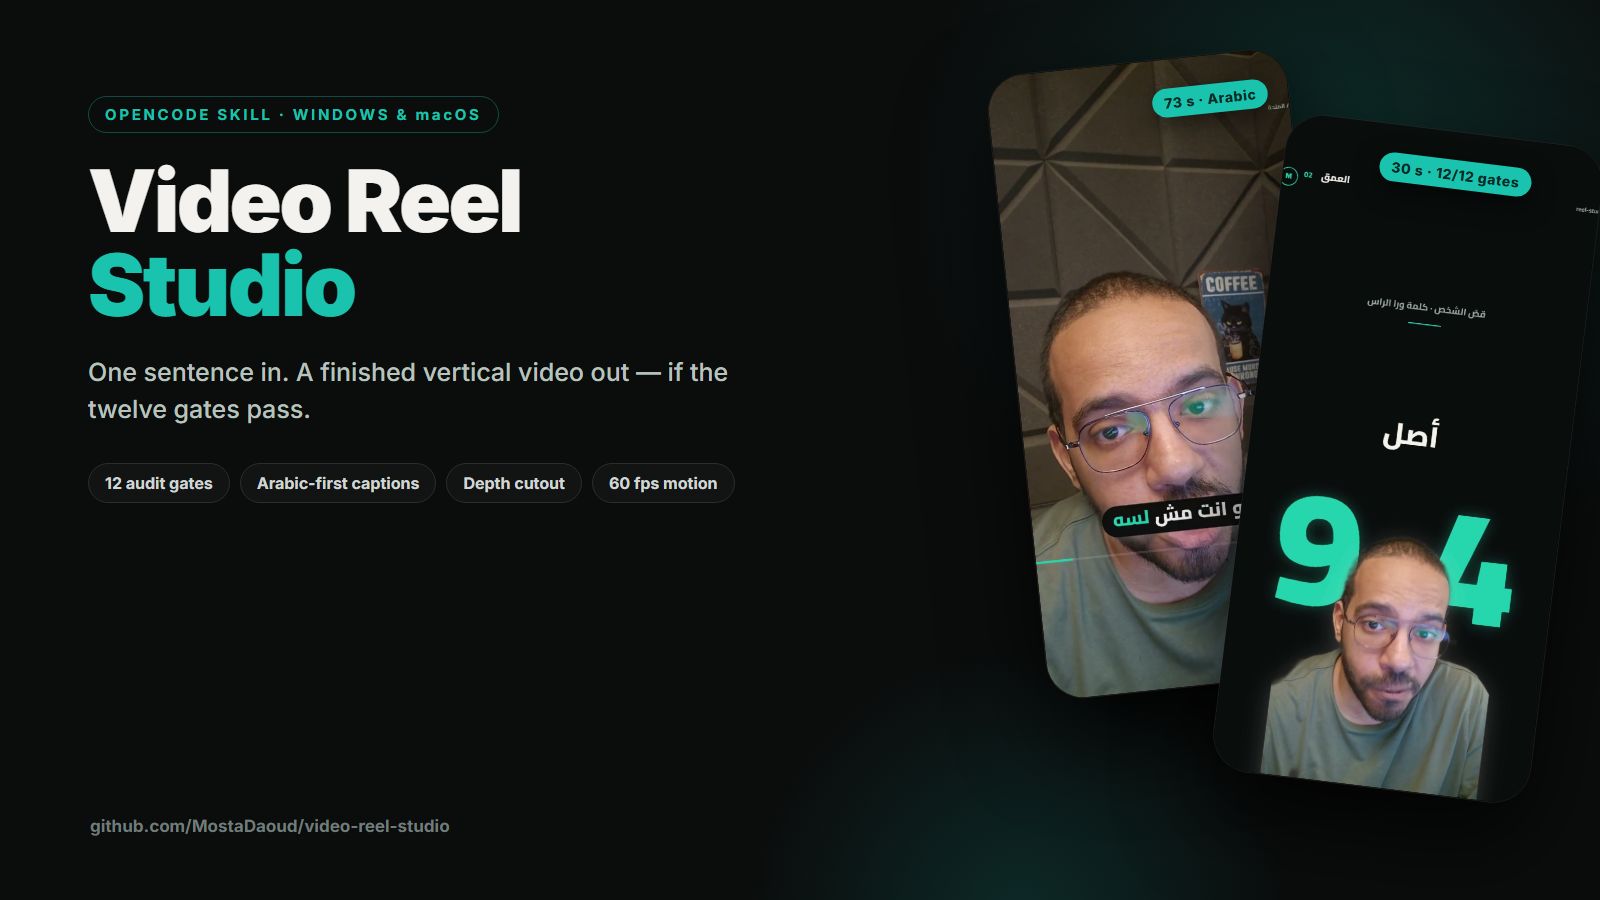 OPENCODE SKILL · WINDOWS & macOS
Video Reel
Studio
One sentence in. A finished vertical video out — if the
twelve gates pass.
12 audit gates
Arabic-first captions
Depth cutout
60 fps motion
github.com/MostaDaoud/video-reel-studio
73 s · Arabic
COFFEE
و انت مش لسه
30 s · 12/12 gates
M 02 العمق
قصّ الشخص · كلمة ورا الراس
أصل
9 4